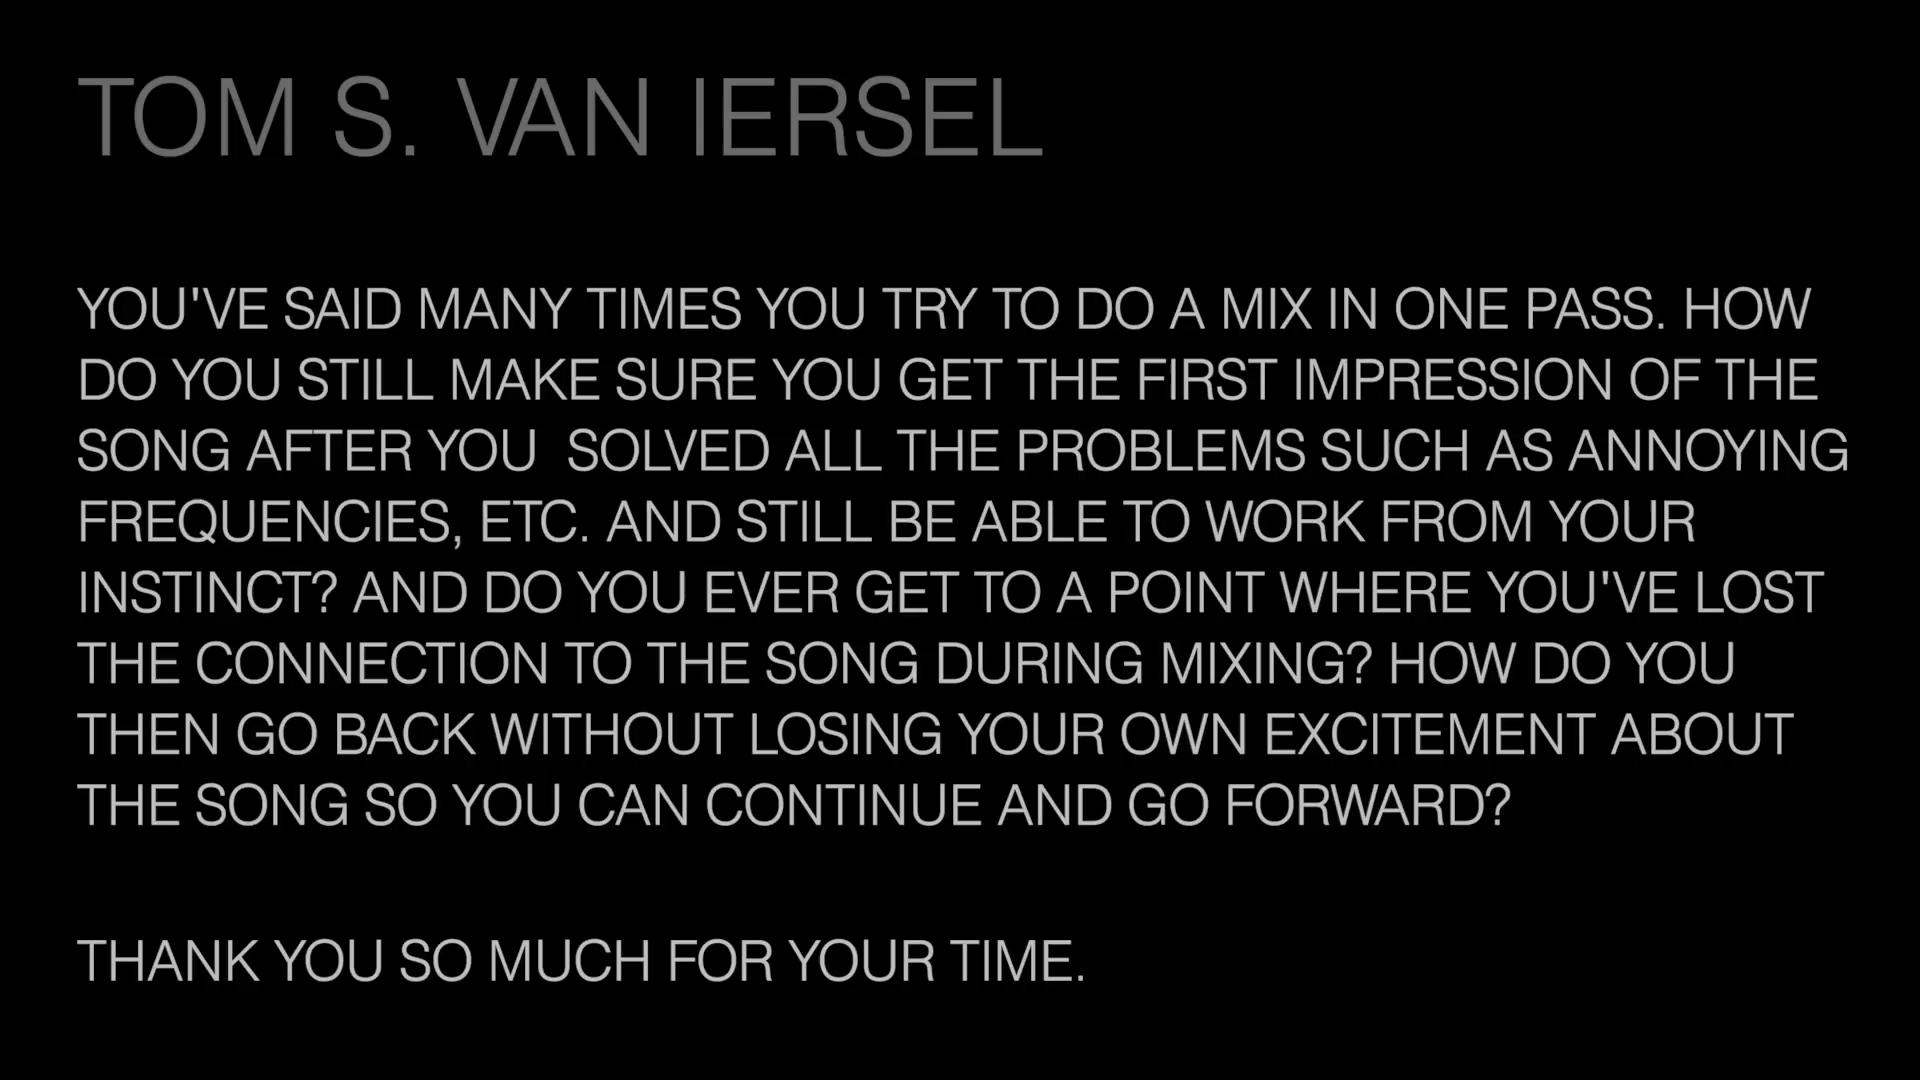 TOM S. VAN IERSEL
YOU'VE SAID MANY TIMES YOU TRY TO DO A MIX IN ONE PASS. HOW
DO YOU STILL MAKE SURE YOU GET THE FIRST IMPRESSION OF THE
SONG AFTER YOU  SOLVED ALL THE PROBLEMS SUCH AS ANNOYING
FREQUENCIES, ETC. AND STILL BE ABLE TO WORK FROM YOUR
INSTINCT? AND DO YOU EVER GET TO A POINT WHERE YOU'VE LOST
THE CONNECTION TO THE SONG DURING MIXING? HOW DO YOU
THEN GO BACK WITHOUT LOSING YOUR OWN EXCITEMENT ABOUT
THE SONG SO YOU CAN CONTINUE AND GO FORWARD?
THANK YOU SO MUCH FOR YOUR TIME.